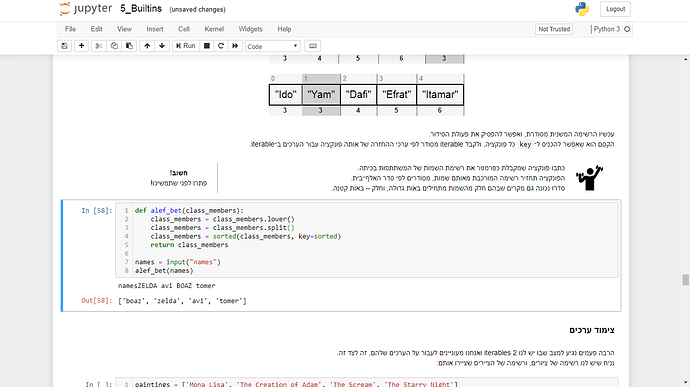 jupyter 5_Builtins (unsaved changes)
Logout
File Edit View Insert Cell Kernel Widgets Help
Not Trusted
Python 3
Run
Code
3 4 5 6 3
0 1 2 3 4
"Ido" "Yam" "Dafi" "Efrat" "Itamar"
3 3 4 5 6
עכשיו הרשימה המשנית מסודרת, ואפשר להפסיק את פעולת הסידור.
הקסם הוא שאפשר להכניס ל־key כל פונקציה, ולקבל iterable מסודר לפי ערכי ההחזרה של אותה פונקציה עבור הערכים ב־iterable.
חשוב!
פתרו לפני שתמשיכו!
כתבו פונקציה שמקבלת כפרמטר את רשימת השמות של המשתתפות בכיתה.
הפונקציה תחזיר רשימה המורכבת מאותם שמות, מסודרים לפי סדר האלף־בית.
סדרו נכונה גם מקרים שבהם חלק מהשמות מתחילים באות גדולה, וחלק – באות קטנה.
In [58]:
1 def alef_bet(class_members):
2 class_members = class_members.lower()
3 class_members = class_members.split()
4 class_members = sorted(class_members, key=sorted)
5 return class_members
6
7 names = input("names")
8 alef_bet(names)
namesZELDA avi BOAZ tomer
Out[58]: ['boaz', 'zelda', 'avi', 'tomer']
צימוד ערכים
הרבה פעמים נגיע למצב שבו יש לנו 2 iterables ואנחנו מעוניינים לעבור על הערכים שלהם, זה לצד זה.
נניח שיש לנו רשימה של ציורים, ורשימה של הציירים שציירו אותם:
In [ ]: 1 paintings = ['Mona Lisa', 'The Creation of Adam', 'The Scream', 'The Starry Night']